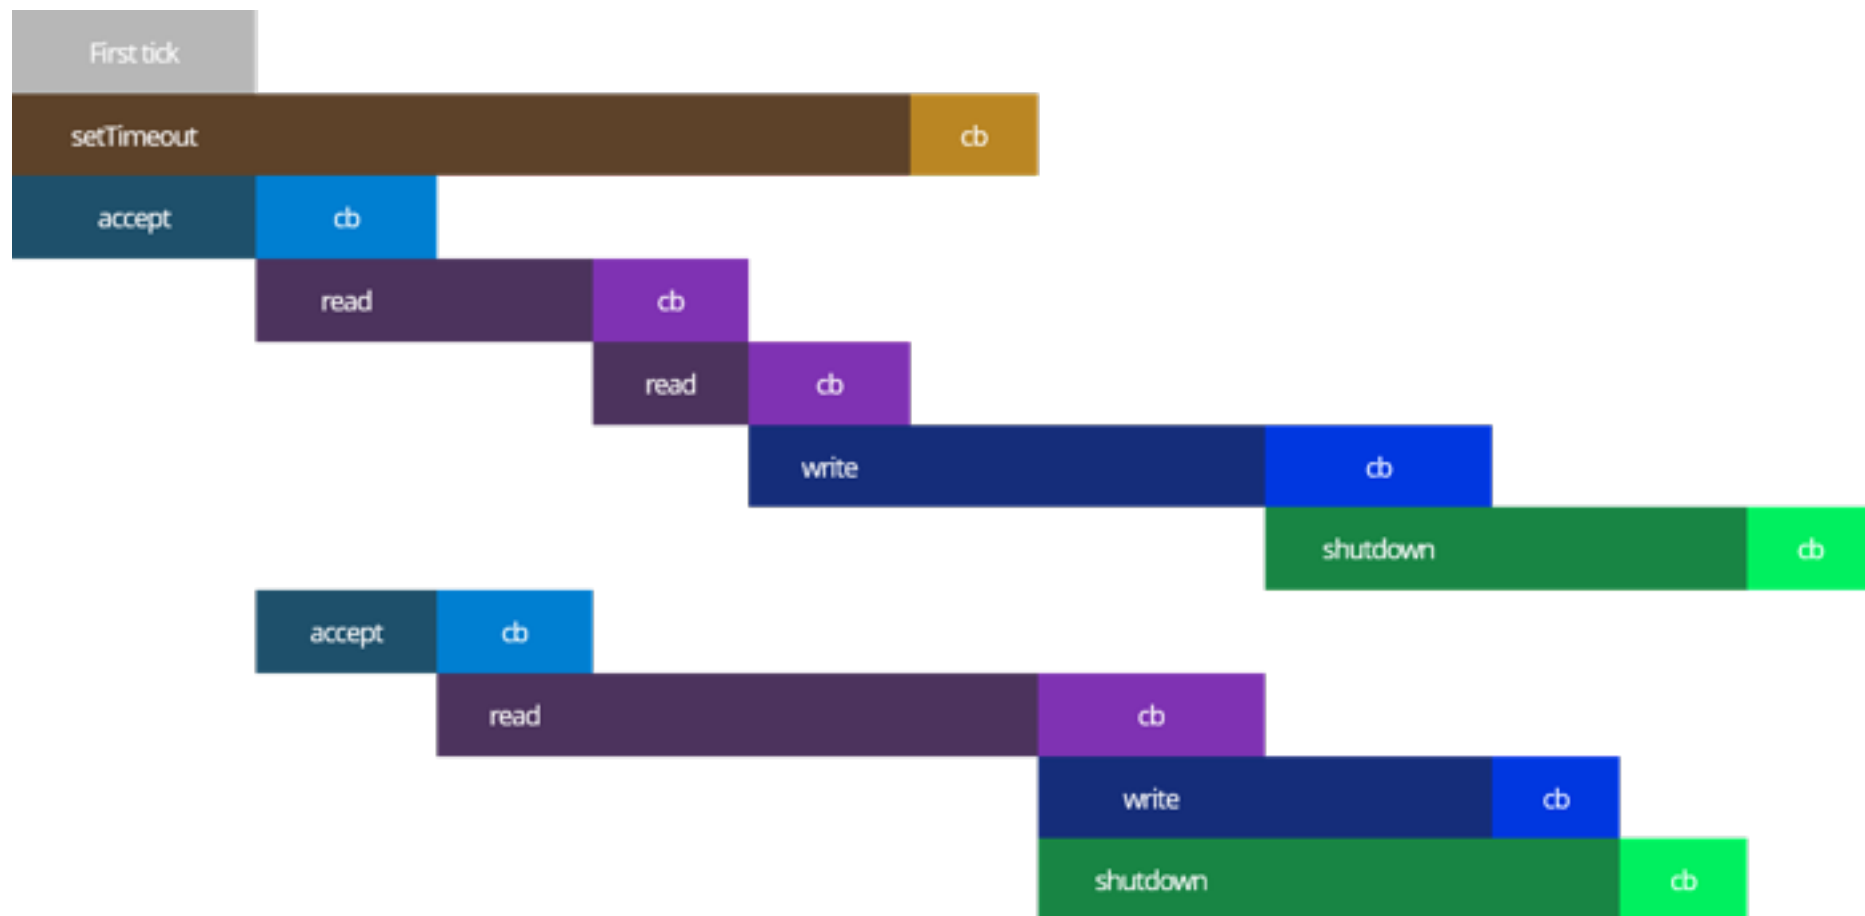 First tick
setTimeout cb
accept cb
read cb
read cb
write cb
shutdown cb
accept cb
read cb
write cb
shutdown cb